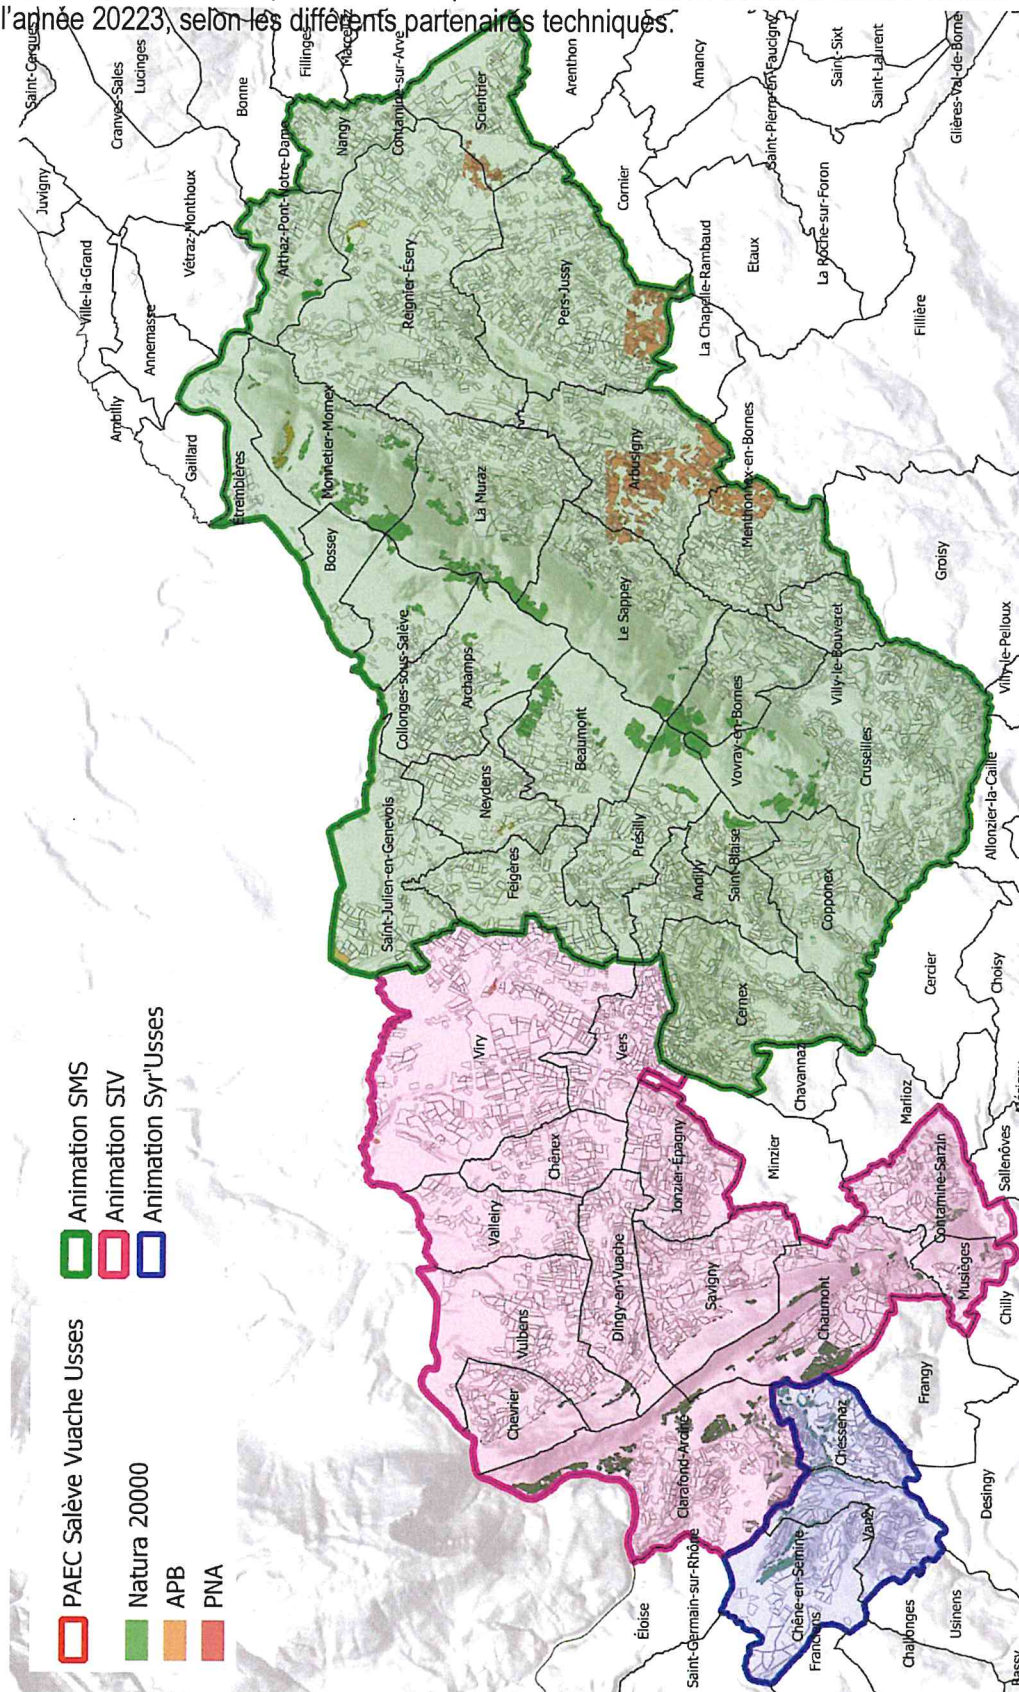 l'année 20223, selon les différents partenaires techniques.
PAEC Salève Vuache Usses
Natura 20000
APB
PNA
Animation SMS
Animation SIV
Animation Syr'Usses
Saint-Cergues
Cranves-Sales
Lucinges
Fillinges
Marcellaz
Bonne
Juvigny
Ville-la-Grand
Vétraz-Monthoux
Annemasse
Ambilly
Gaillard
Etrembières
Arthaz-Pont-Notre-Dame
Nangy
Contamine-sur-Arve
Scientrier
Arenthon
Amancy
Saint-Pierre-en-Faucigny
Saint-Sixt
Saint-Laurent
Glières-Val-de-Borne
Cornier
La Roche-sur-Foron
Etaux
La Chapelle-Rambaud
Fillière
Reignier-Ésery
Pers-Jussy
Monnetier-Mornex
La Muraz
Arbusigny
Menthonnex-en-Bornes
Groisy
Bossey
Collonges-sous-Salève
Archamps
Le Sappey
Villy-le-Bouveret
Villy-le-Pelloux
Beaumont
Vovray-en-Bornes
Cruseilles
Allonzier-la-Caille
Neydens
Saint-Julien-en-Genevois
Feigères
Présilly
Andilly
Saint-Blaise
Copponex
Cernex
Cercier
Choisy
Viry
Vers
Chavannaz
Marlioz
Chênex
Jonzier-Épagny
Minzier
Contamine-Sarzin
Sallenôves
Valleiry
Dingy-en-Vuache
Savigny
Musièges
Chilly
Vulbens
Chaumont
Chevrier
Frangy
Clarafond-Arcine
Chessenaz
Desingy
Vanzy
Saint-Germain-sur-Rhône
Éloise
Chêne-en-Semine
Franclens
Challonges
Usinens